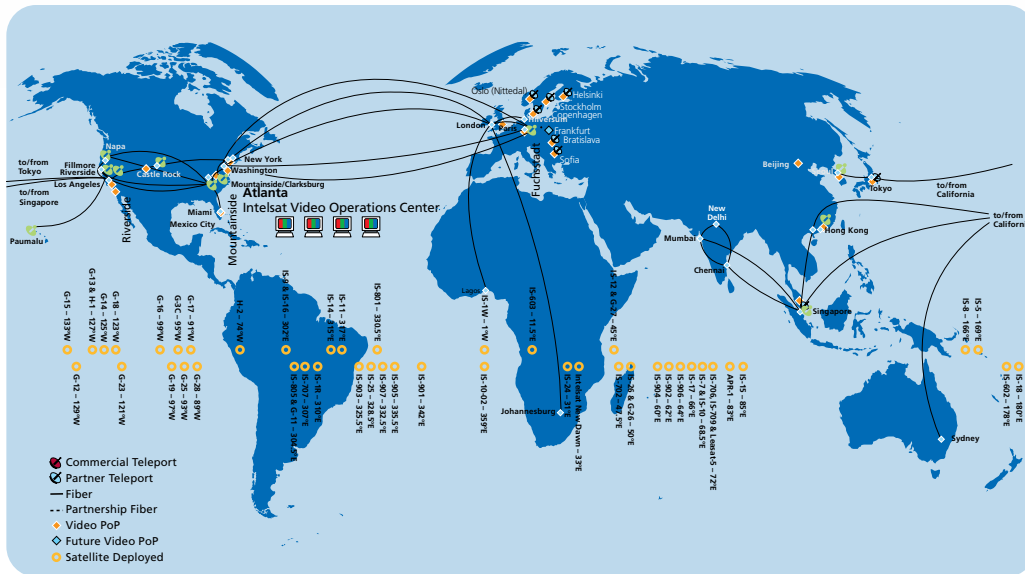 Oslo (Nittedal)
Helsinki
Stockholm
Copenhagen
Hilversum
London
Paris
Frankfurt
Bratislava
Sofia
Fuchsstadt
Napa
to/from
Tokyo
Fillmore
Riverside
Los Angeles
Castle Rock
New York
Washington
Mountainside/Clarksburg
Atlanta
Intelsat Video Operations Center
to/from
Singapore
Riverside
Miami
Mexico City
Mountainside
Paumalu
Beijing
Tokyo
to/from
California
New
Delhi
Mumbai
Hong Kong
to/from
California
Chennai
Singapore
Lagos
Johannesburg
Sydney
G-15 – 133°W
G-13 & H-1 – 127°W
G-14 – 125°W
G-18 – 123°W
G-16 – 99°W
G-3C – 95°W
G-17 – 91°W
H-2 – 74°W
IS-9 & IS-16 – 302°E
IS-14 – 315°E
IS-11 – 317°E
IS-801 – 330.5°E
IS-1W – 1°W
IS-603 – 11.5°E
IS-12 & G-27 – 45°E
IS-8 – 166°E
IS-5 – 169°E
G-12 – 129°W
G-23 – 121°W
G-19 – 97°W
G-25 – 93°W
G-28 – 89°W
IS-805 & G-11 – 304.5°E
IS-707 – 307°E
IS-1R – 310°E
IS-903 – 325.5°E
IS-25 – 328.5°E
IS-907 – 332.5°E
IS-905 – 335.5°E
IS-901 – 342°E
IS-10-02 – 359°E
IS-24 – 31°E
Intelsat New Dawn – 33°E
IS-702 – 47.5°E
& G-26 – 50°E
IS-904 – 60°E
IS-902 – 62°E
IS-906 – 64°E
IS-17 – 66°E
IS-7 & IS-10 – 68.5°E
IS-706, IS-709 & Leasat-5 – 72°E
APR-1 – 83°E
IS-15 – 85°E
IS-602 – 178°E
IS-18 – 180°E
Commercial Teleport
Partner Teleport
Fiber
Partnership Fiber
Video PoP
Future Video PoP
Satellite Deployed